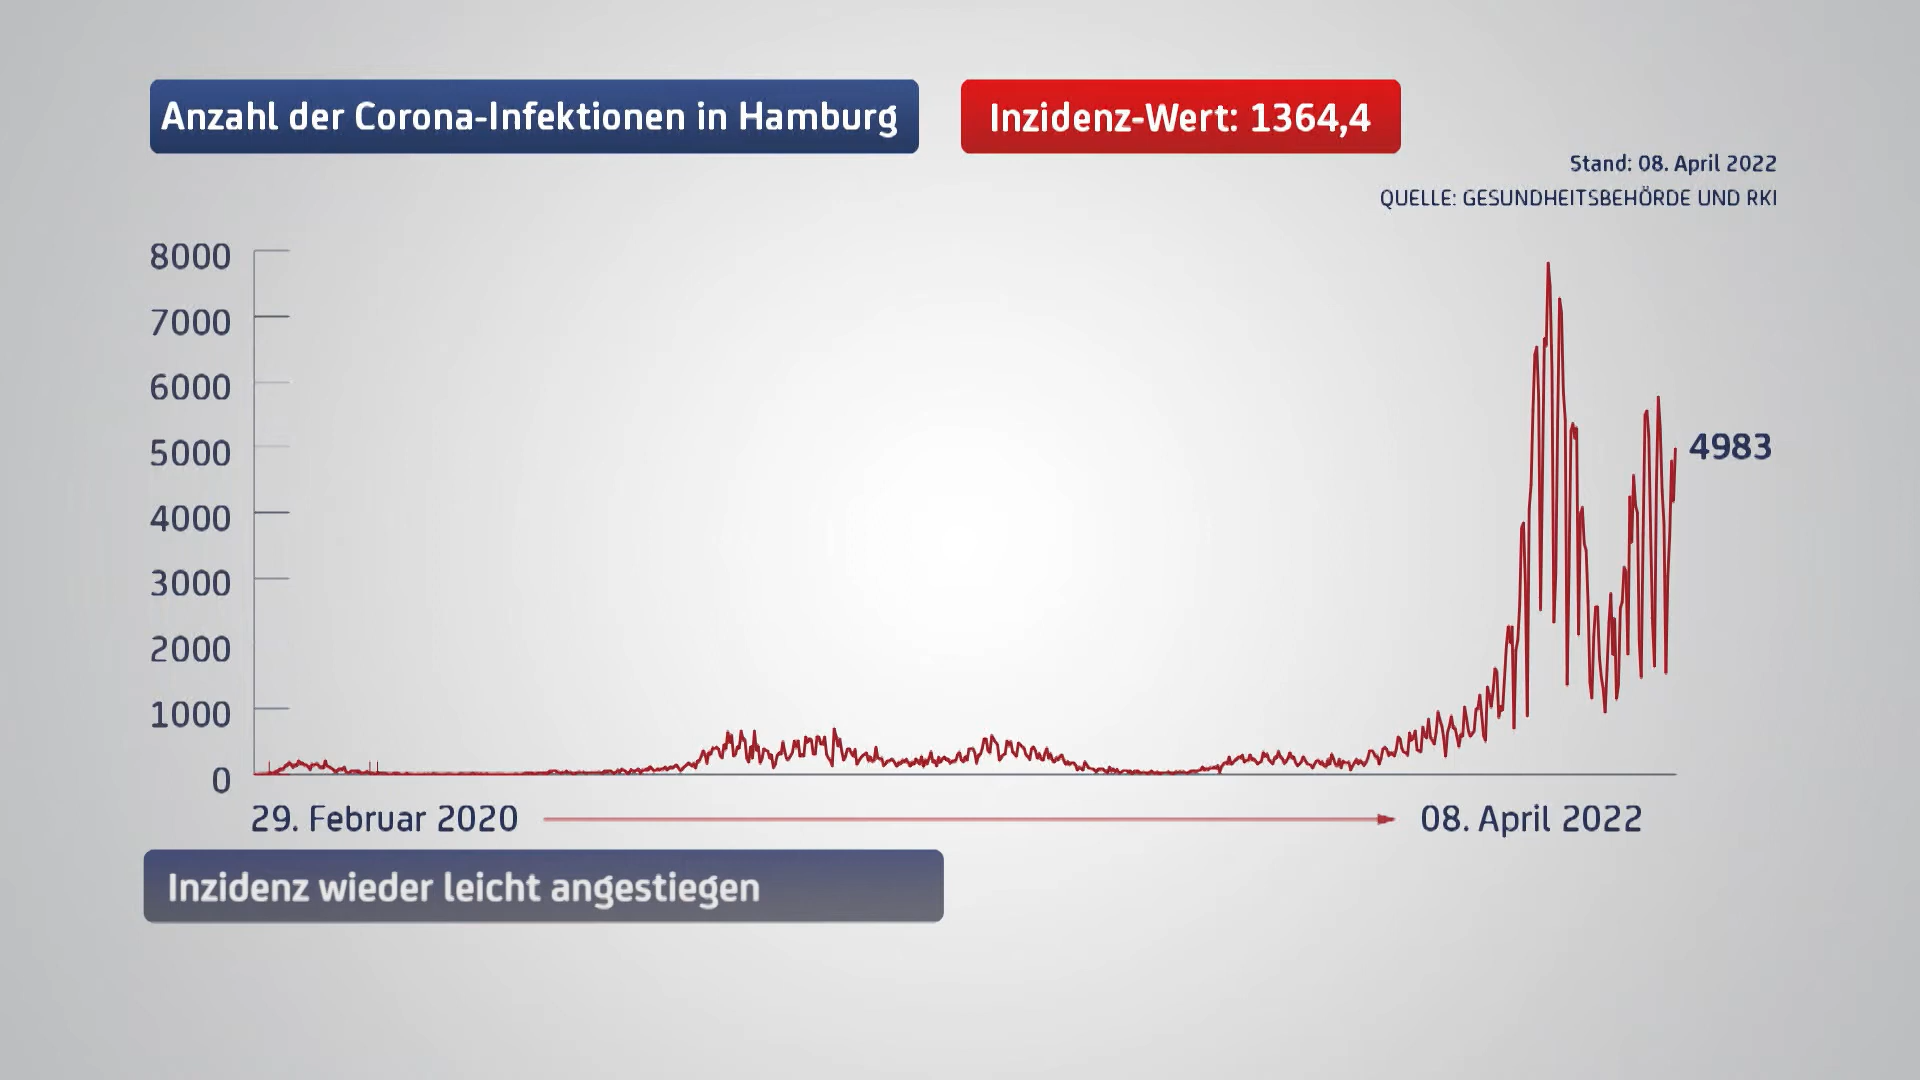 Anzahl der Corona-Infektionen in Hamburg
Inzidenz-Wert: 1364,4
Stand: 08. April 2022
QUELLE: GESUNDHEITSBEHÖRDE UND RKI
8000
7000
6000
5000
4000
3000
2000
1000
0
4983
29. Februar 2020
08. April 2022
Inzidenz wieder leicht angestiegen